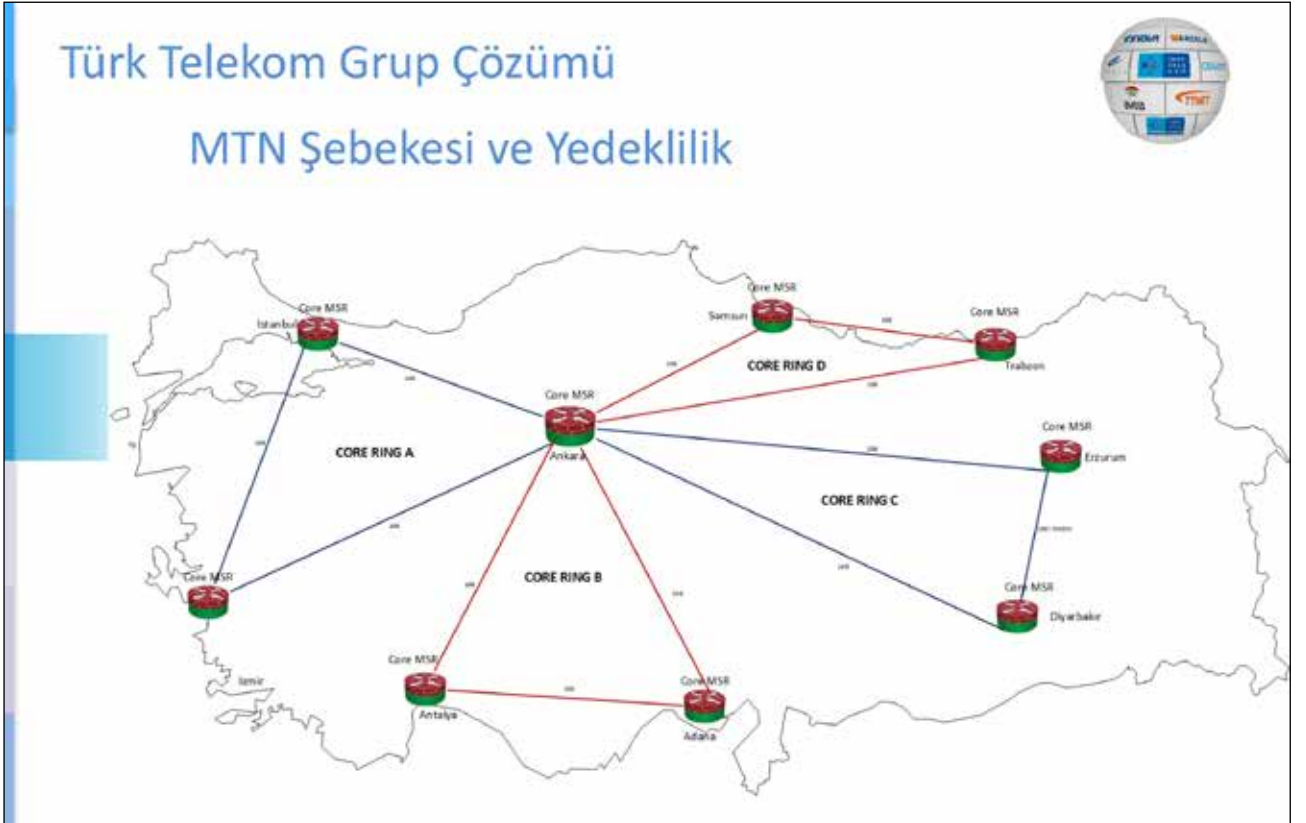 Türk Telekom Grup Çözümü
MTN Şebekesi ve Yedeklilik
Core MSR
İstanbul
Core MSR
Samsun
Core MSR
Trabzon
CORE RING D
Core MSR
Ankara
CORE RING A
Core MSR
Erzurum
CORE RING C
CORE RING B
Core MSR
Izmir
Core MSR
Diyarbakır
Core MSR
Antalya
Core MSR
Adana